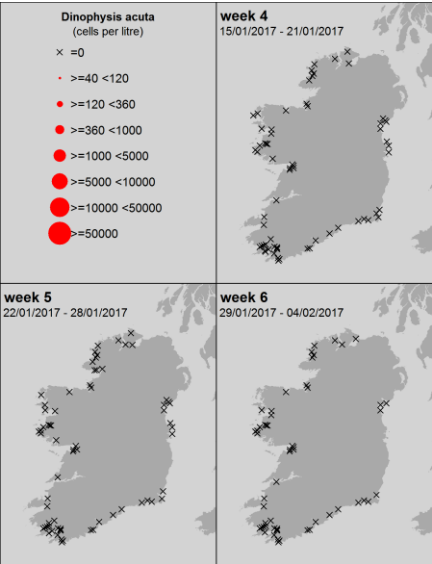 Dinophysis acuta
(cells per litre)
=0
>=40 <120
>=120 <360
>=360 <1000
>=1000 <5000
>=5000 <10000
>=10000 <50000
>=50000
week 4
15/01/2017 - 21/01/2017
week 5
22/01/2017 - 28/01/2017
week 6
29/01/2017 - 04/02/2017